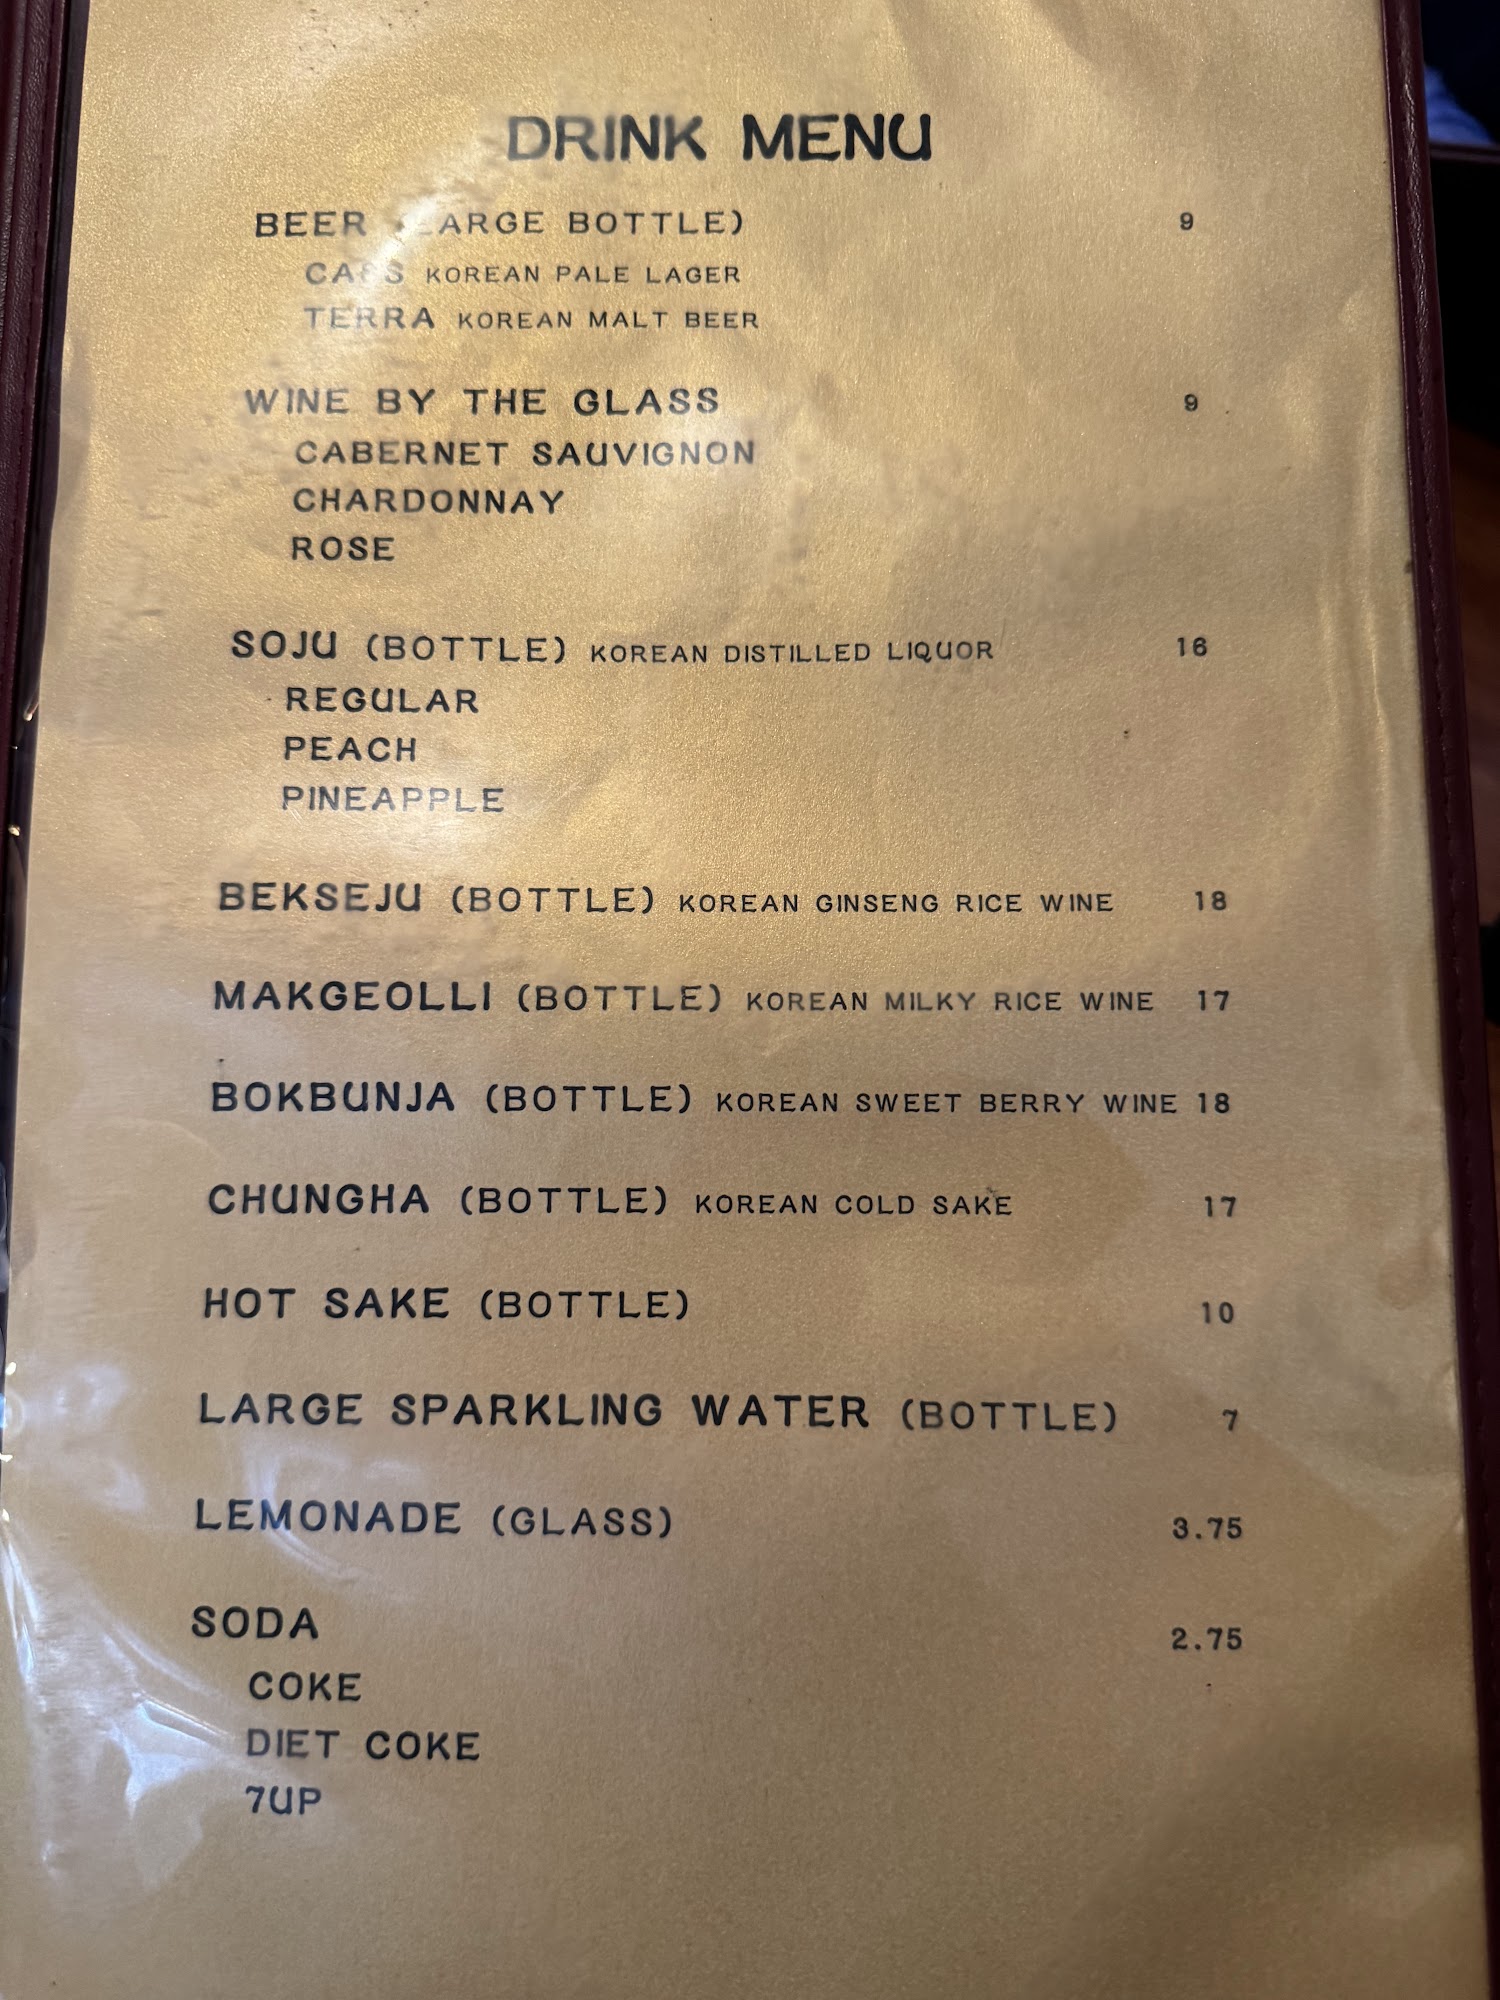 DRINK MENU
BEER (LARGE BOTTLE) 9
CASS KOREAN PALE LAGER
TERRA KOREAN MALT BEER
WINE BY THE GLASS 9
CABERNET SAUVIGNON
CHARDONNAY
ROSE
SOJU (BOTTLE) KOREAN DISTILLED LIQUOR 16
REGULAR
PEACH
PINEAPPLE
BEKSEJU (BOTTLE) KOREAN GINSENG RICE WINE 18
MAKGEOLLI (BOTTLE) KOREAN MILKY RICE WINE 17
BOKBUNJA (BOTTLE) KOREAN SWEET BERRY WINE 18
CHUNGHA (BOTTLE) KOREAN COLD SAKE 17
HOT SAKE (BOTTLE) 10
LARGE SPARKLING WATER (BOTTLE) 7
LEMONADE (GLASS) 3.75
SODA 2.75
COKE
DIET COKE
7UP